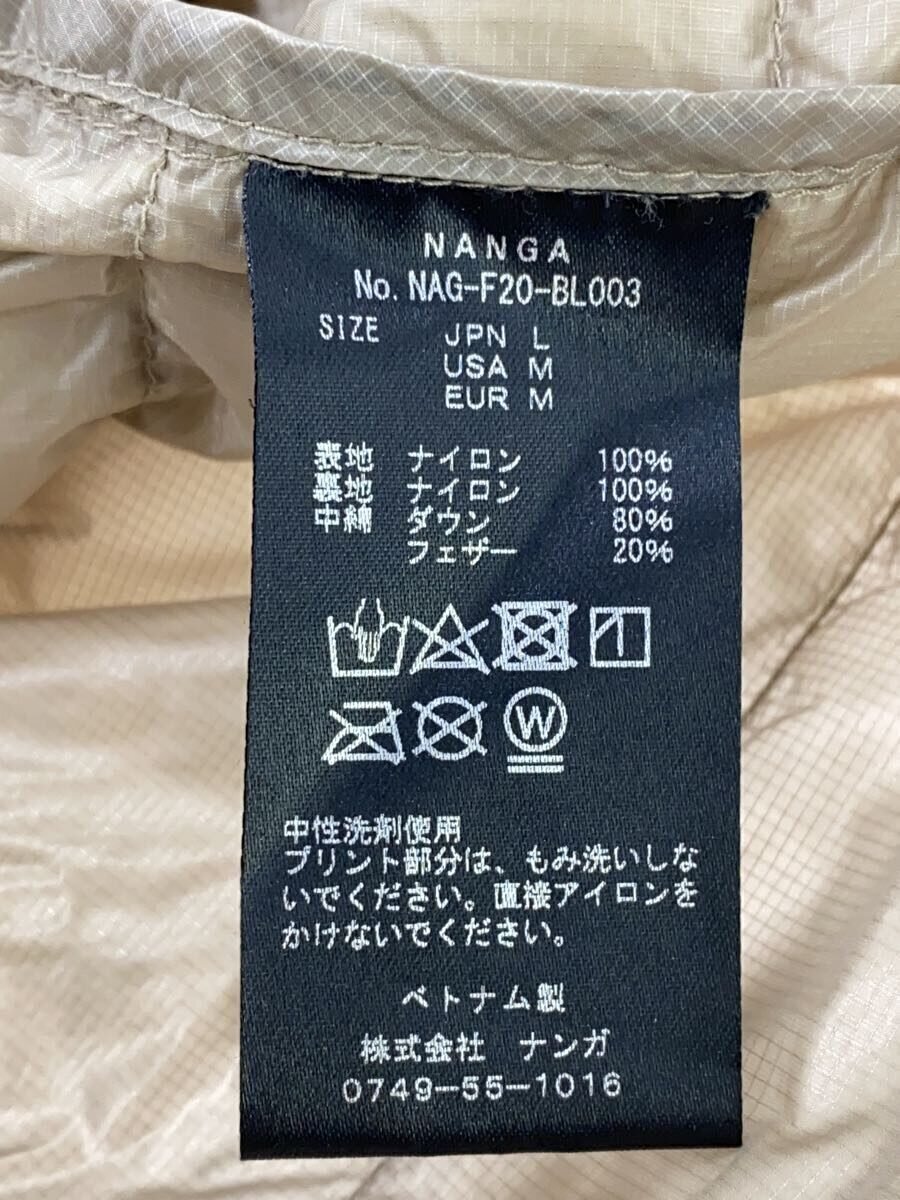 NANGA
No. NAG-F20-BL003
SIZE JPN L
USA M
EUR M
表地 ナイロン 100%
裏地 ナイロン 100%
中綿 ダウン 80%
フェザー 20%
W
中性洗剤使用
プリント部分は、もみ洗いしな
いでください。直接アイロンを
かけないでください。
ベトナム製
株式会社 ナンガ
0749-55-1016